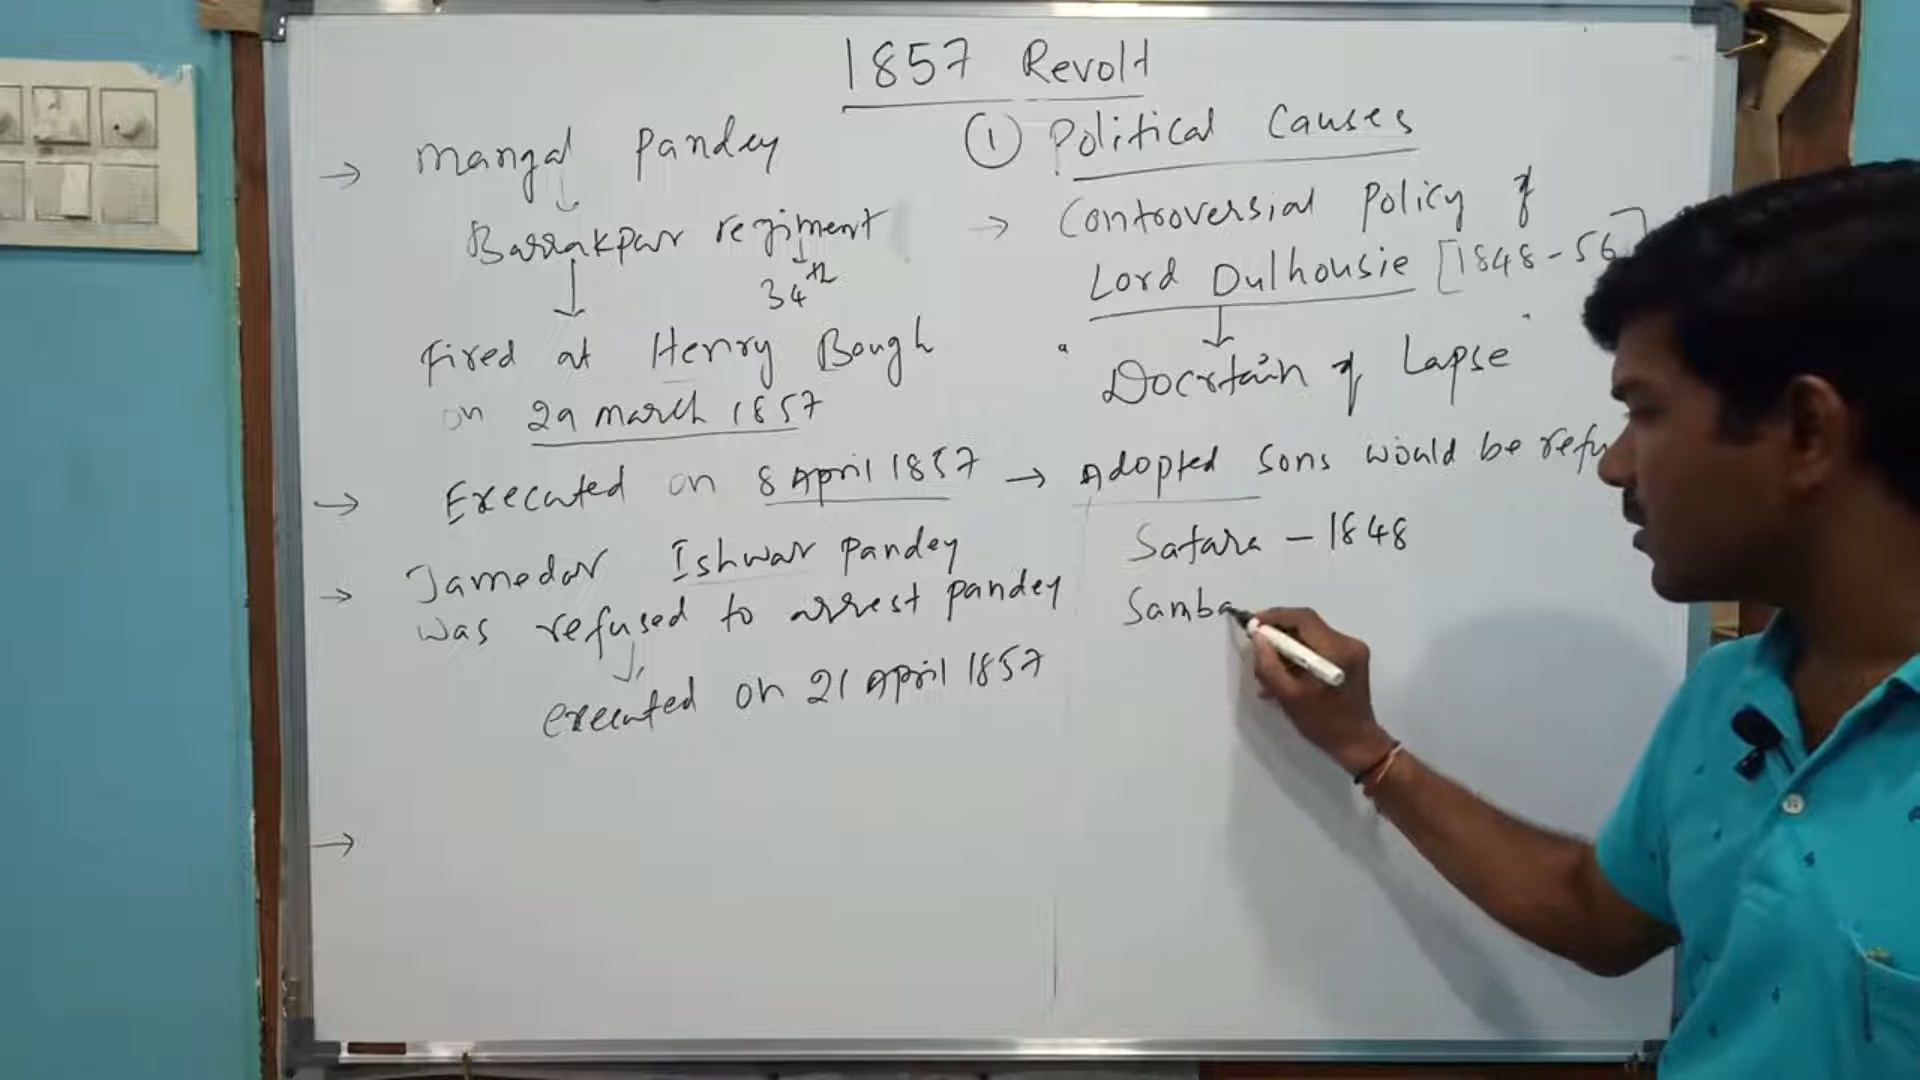 1857 Revolt
→ Mangal Pandey
Barrakpur regiment
34th
Fired at Henry Bough
on 29 march 1857
→ Executed on 8 April 1857
→ Jamedar Ishwar Pandey
was refused to arrest pandey
executed on 21 April 1857
→
① Political Causes
→ Controversial Policy of
Lord Dulhousie [1848-56]
"Docrtain of Lapse"
→ Adopted sons would be refu
Satara - 1848
Samba